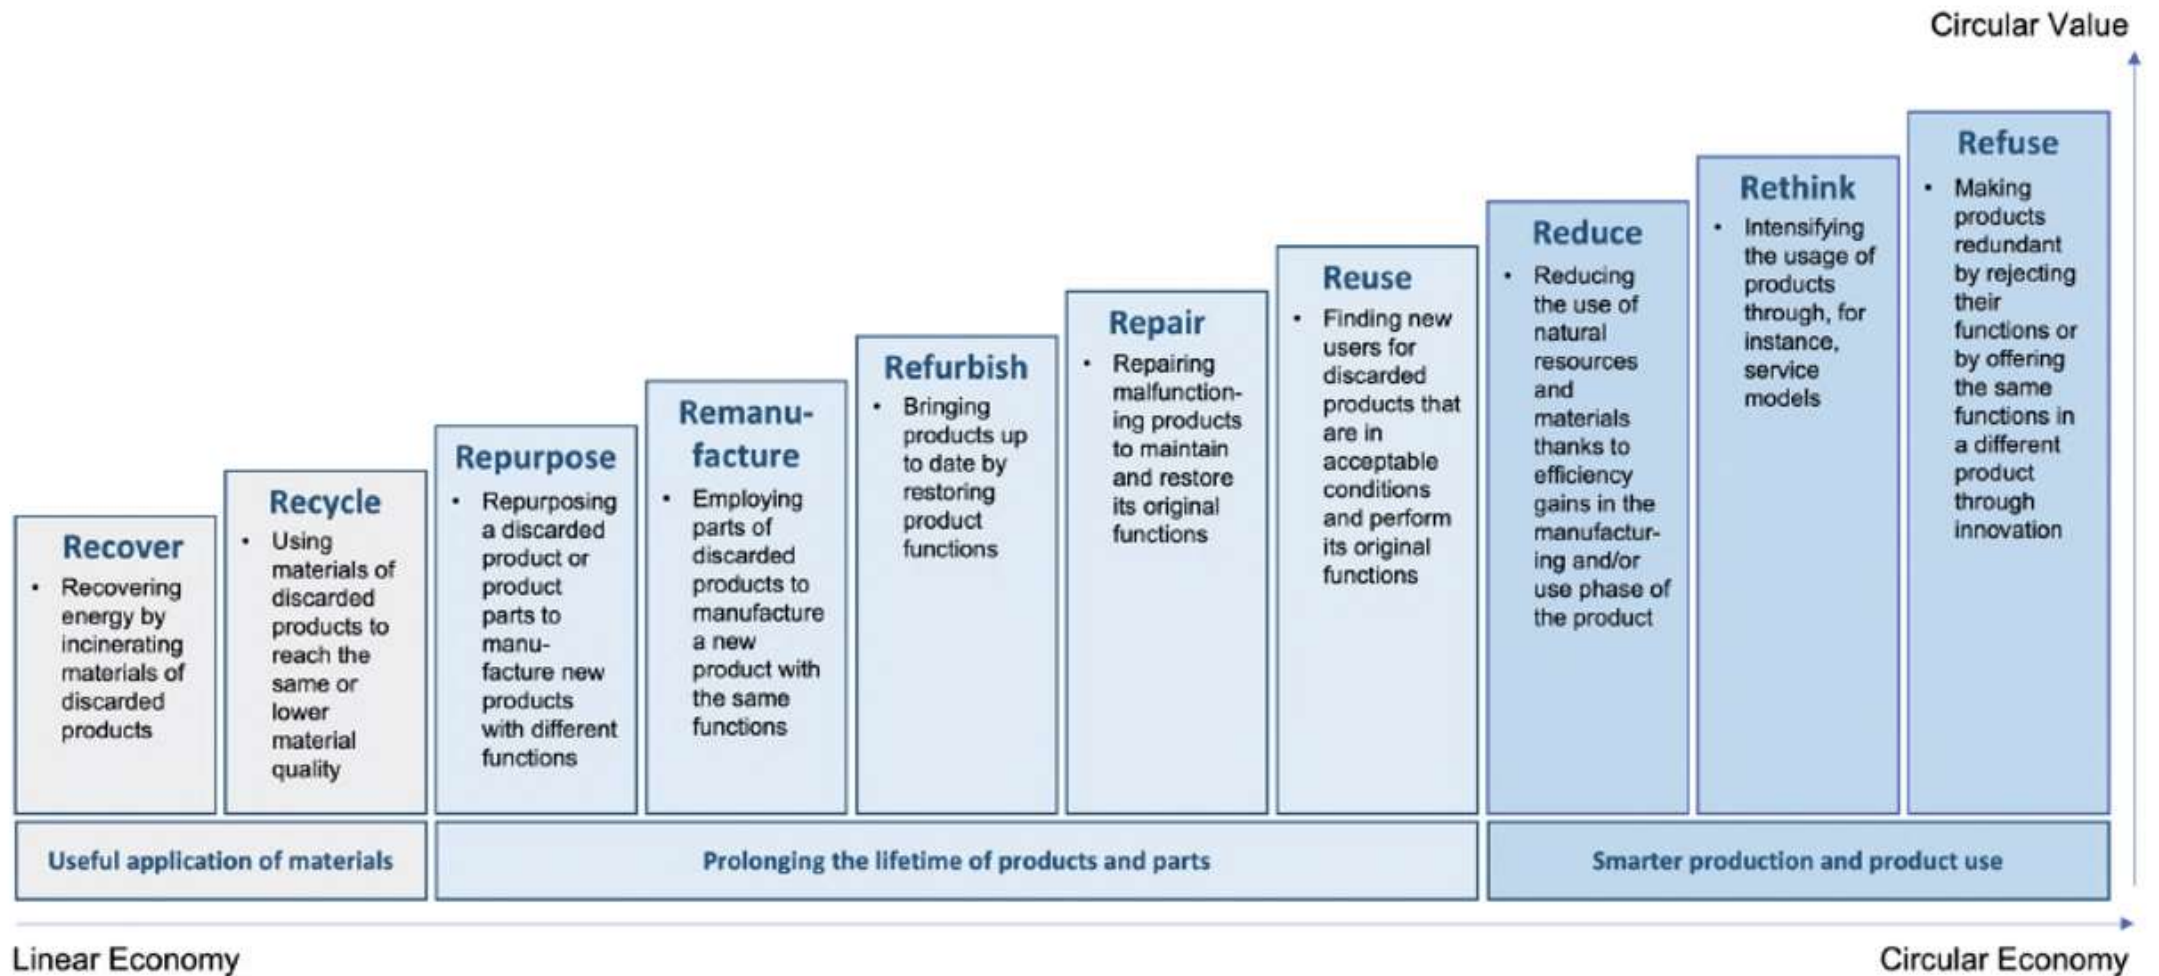 Circular Value
Recover
• Recovering
energy by
incinerating
materials of
discarded
products
Recycle
• Using
materials of
discarded
products to
reach the
same or
lower
material
quality
Repurpose
• Repurposing
a discarded
product or
product
parts to
manu-
facture new
products
with different
functions
Remanu-
facture
• Employing
parts of
discarded
products to
manufacture
a new
product with
the same
functions
Refurbish
• Bringing
products up
to date by
restoring
product
functions
Repair
• Repairing
malfunction-
ing products
to maintain
and restore
its original
functions
Reuse
• Finding new
users for
discarded
products that
are in
acceptable
conditions
and perform
its original
functions
Reduce
• Reducing
the use of
natural
resources
and
materials
thanks to
efficiency
gains in the
manufactur-
ing and/or
use phase of
the product
Rethink
• Intensifying
the usage of
products
through, for
instance,
service
models
Refuse
• Making
products
redundant
by rejecting
their
functions or
by offering
the same
functions in
a different
product
through
innovation
Useful application of materials
Prolonging the lifetime of products and parts
Smarter production and product use
Linear Economy
Circular Economy